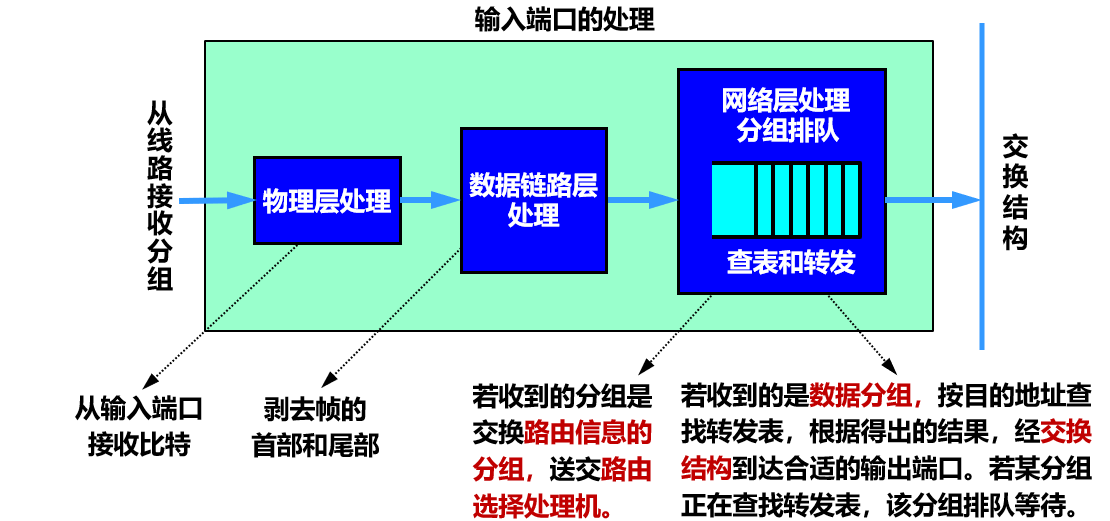 输入端口的处理
从线路接收分组
物理层处理
数据链路层
处理
网络层处理
分组排队
查表和转发
交换结构
从输入端口
接收比特
剥去帧的
首部和尾部
若收到的分组是
交换路由信息的
分组，送交路由
选择处理机。
若收到的是数据分组，按目的地址查
找转发表，根据得出的结果，经交换
结构到达合适的输出端口。若某分组
正在查找转发表，该分组排队等待。